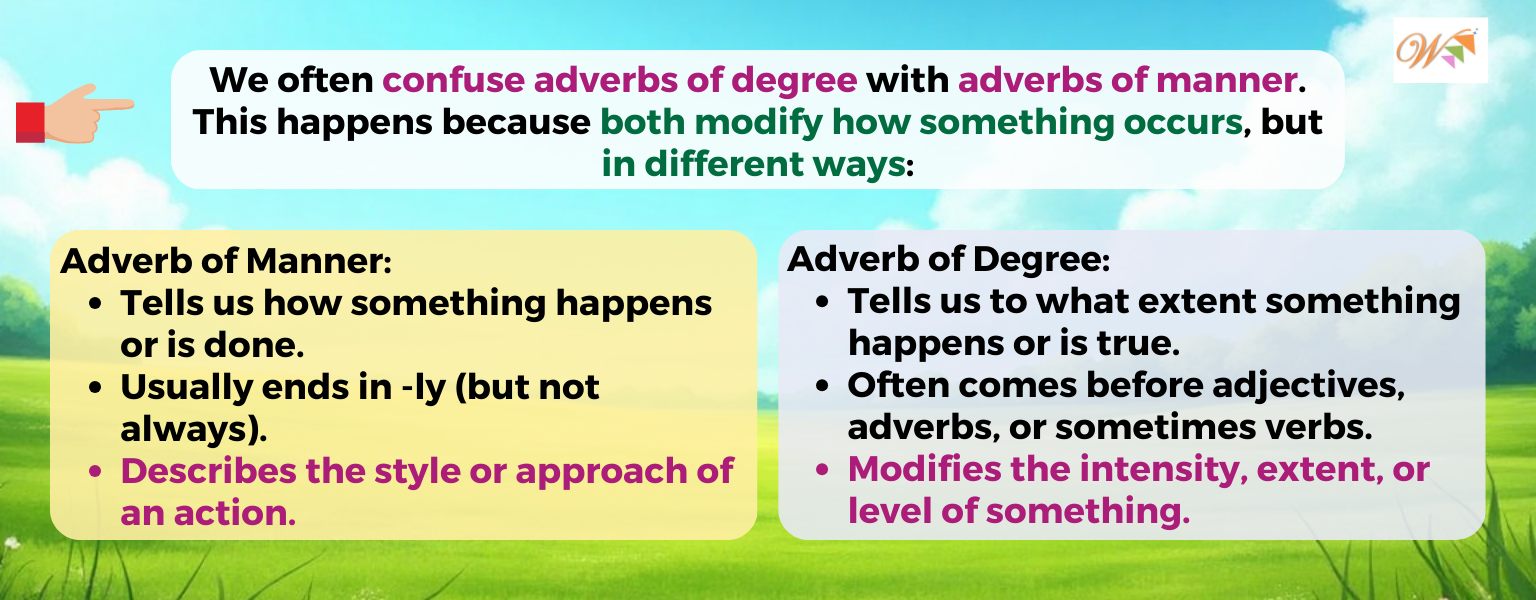 We often confuse adverbs of degree with adverbs of manner.
This happens because both modify how something occurs, but
in different ways:
Adverb of Manner:
• Tells us how something happens
or is done.
• Usually ends in -ly (but not
always).
• Describes the style or approach of
an action.
Adverb of Degree:
• Tells us to what extent something
happens or is true.
• Often comes before adjectives,
adverbs, or sometimes verbs.
• Modifies the intensity, extent, or
level of something.